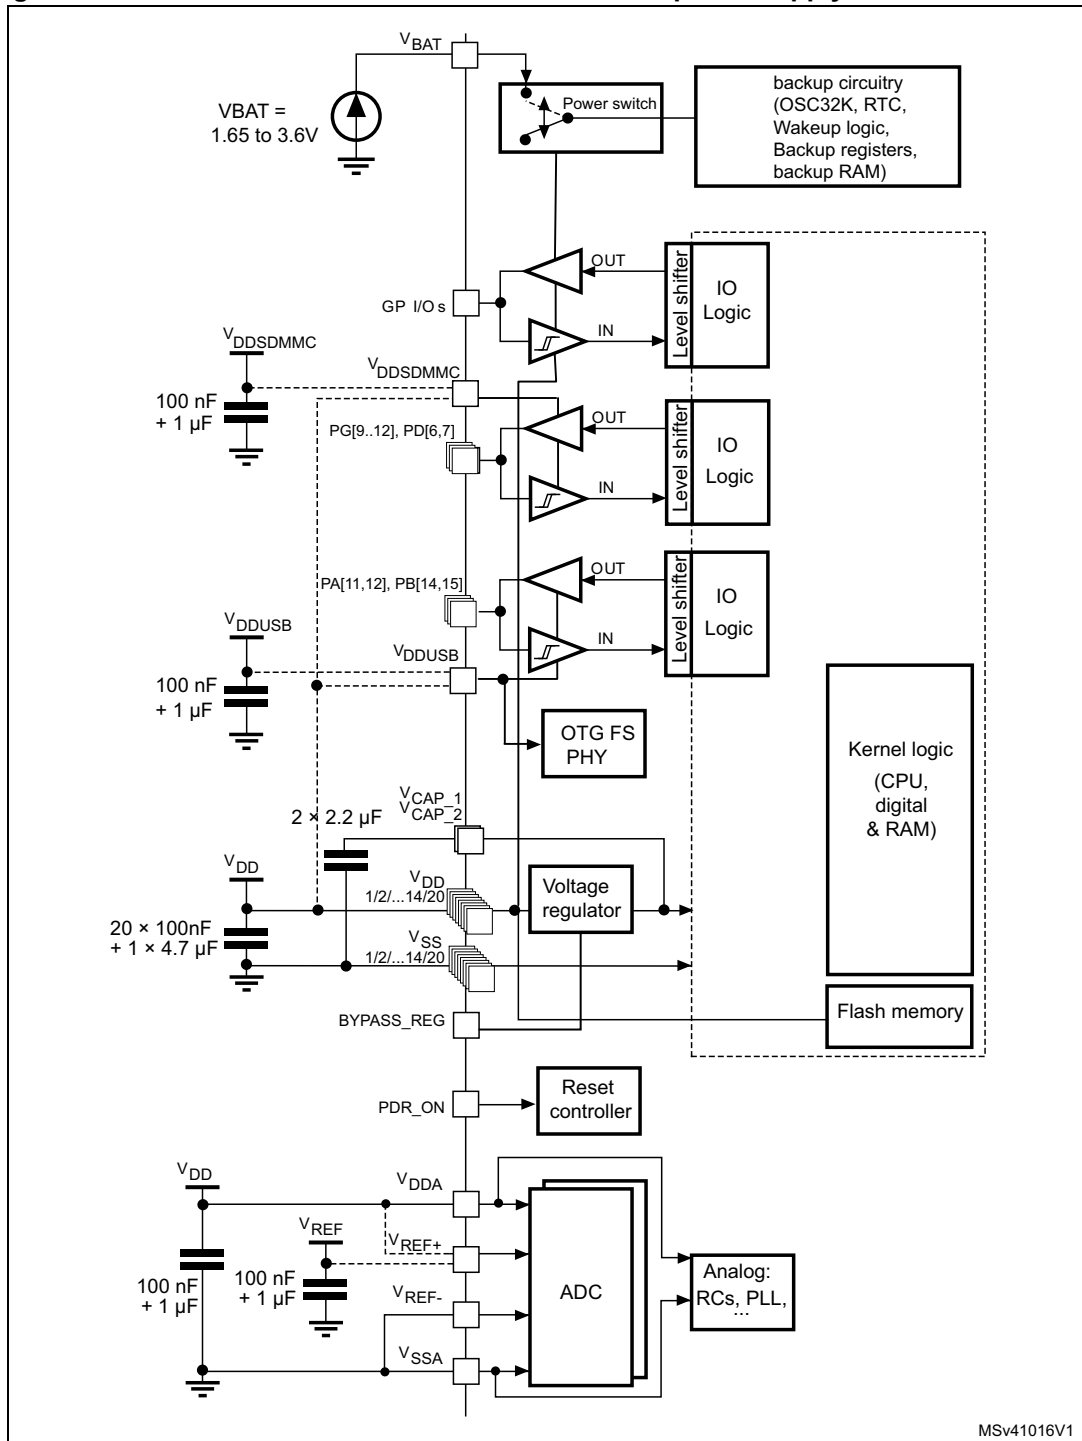 VBAT
VBAT =
1.65 to 3.6V
Power switch
backup circuitry
(OSC32K, RTC,
Wakeup logic,
Backup registers,
backup RAM)
OUT
GP I/Os
IN
Level shifter
IO
Logic
VDDSDMMC
100 nF
+ 1 µF
VDDSDMMC
PG[9..12], PD[6,7]
OUT
IN
Level shifter
IO
Logic
PA[11,12], PB[14,15]
OUT
IN
Level shifter
IO
Logic
VDDUSB
100 nF
+ 1 µF
VDDUSB
OTG FS
PHY
Kernel logic
(CPU,
digital
& RAM)
VCAP_1
VCAP_2
2 × 2.2 µF
VDD
20 × 100nF
+ 1 × 4.7 µF
VDD
1/2/...14/20
Voltage
regulator
VSS
1/2/...14/20
Flash memory
BYPASS_REG
PDR_ON
Reset
controller
VDD
100 nF
+ 1 µF
VDDA
VREF
100 nF
+ 1 µF
VREF+
VREF-
VSSA
ADC
Analog:
RCs, PLL,
...
MSv41016V1